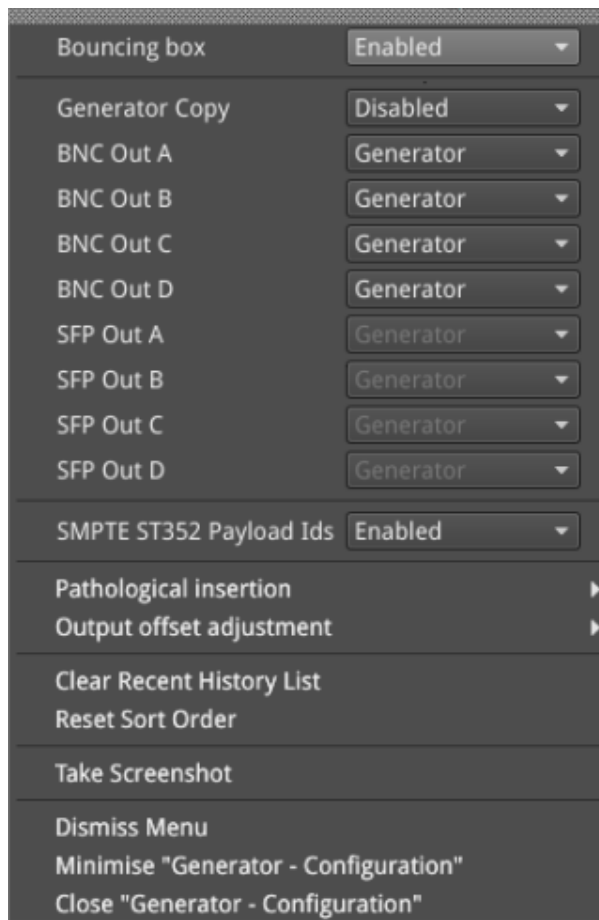 Bouncing box Enabled
Generator Copy Disabled
BNC Out A Generator
BNC Out B Generator
BNC Out C Generator
BNC Out D Generator
SFP Out A Generator
SFP Out B Generator
SFP Out C Generator
SFP Out D Generator
SMPTE ST352 Payload Ids Enabled
Pathological insertion
Output offset adjustment
Clear Recent History List
Reset Sort Order
Take Screenshot
Dismiss Menu
Minimise "Generator - Configuration"
Close "Generator - Configuration"